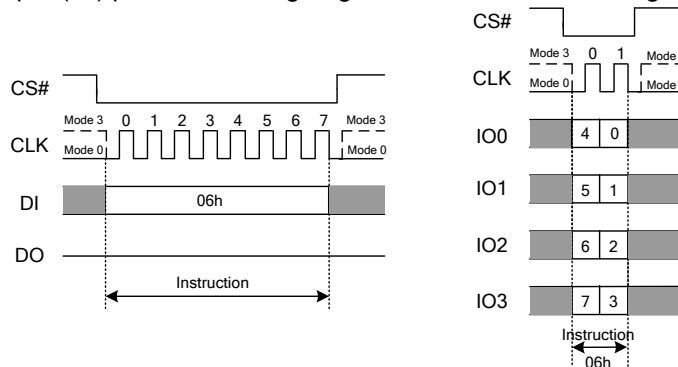 CS#
Mode 3 0 1 2 3 4 5 6 7 Mode 3
CLK Mode 0 Mode 0
DI 06h
DO
Instruction
CS#
Mode 3 0 1 Mode
CLK Mode 0 Mode
IO0 4 0
IO1 5 1
IO2 6 2
IO3 7 3
Instruction
06h